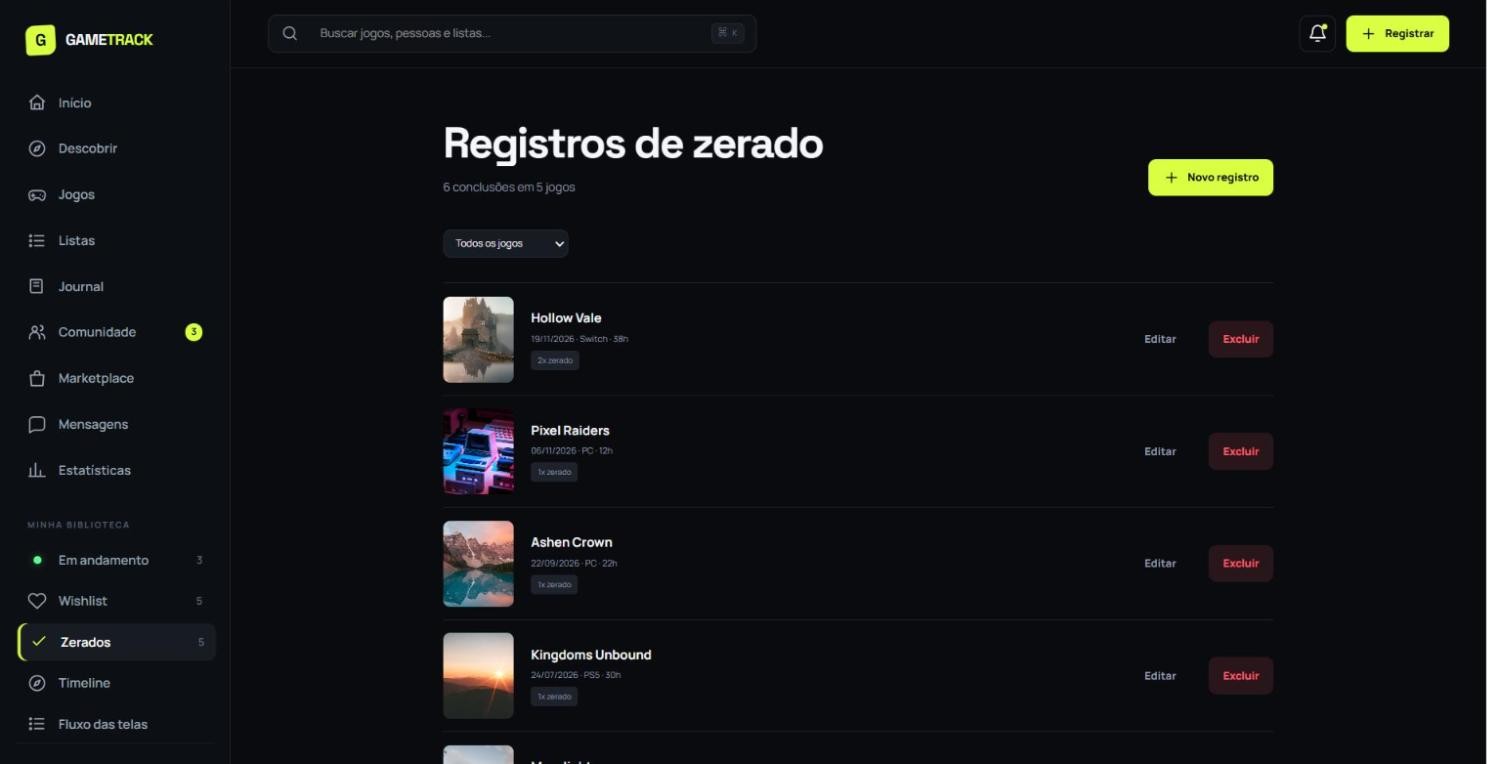 G GAMETRACK
Buscar jogos, pessoas e listas...
⌘ K
Registrar
Início
Descobrir
Jogos
Listas
Journal
Comunidade 3
Marketplace
Mensagens
Estatísticas
MINHA BIBLIOTECA
Em andamento 3
Wishlist 5
Zerados 5
Timeline
Fluxo das telas
Registros de zerado
6 conclusões em 5 jogos
Novo registro
Todos os jogos
Hollow Vale
19/11/2026 · Switch · 38h
2x zerado
Editar Excluir
Pixel Raiders
06/11/2026 · PC · 12h
1x zerado
Editar Excluir
Ashen Crown
22/09/2026 · PC · 22h
1x zerado
Editar Excluir
Kingdoms Unbound
24/07/2026 · PS5 · 30h
1x zerado
Editar Excluir